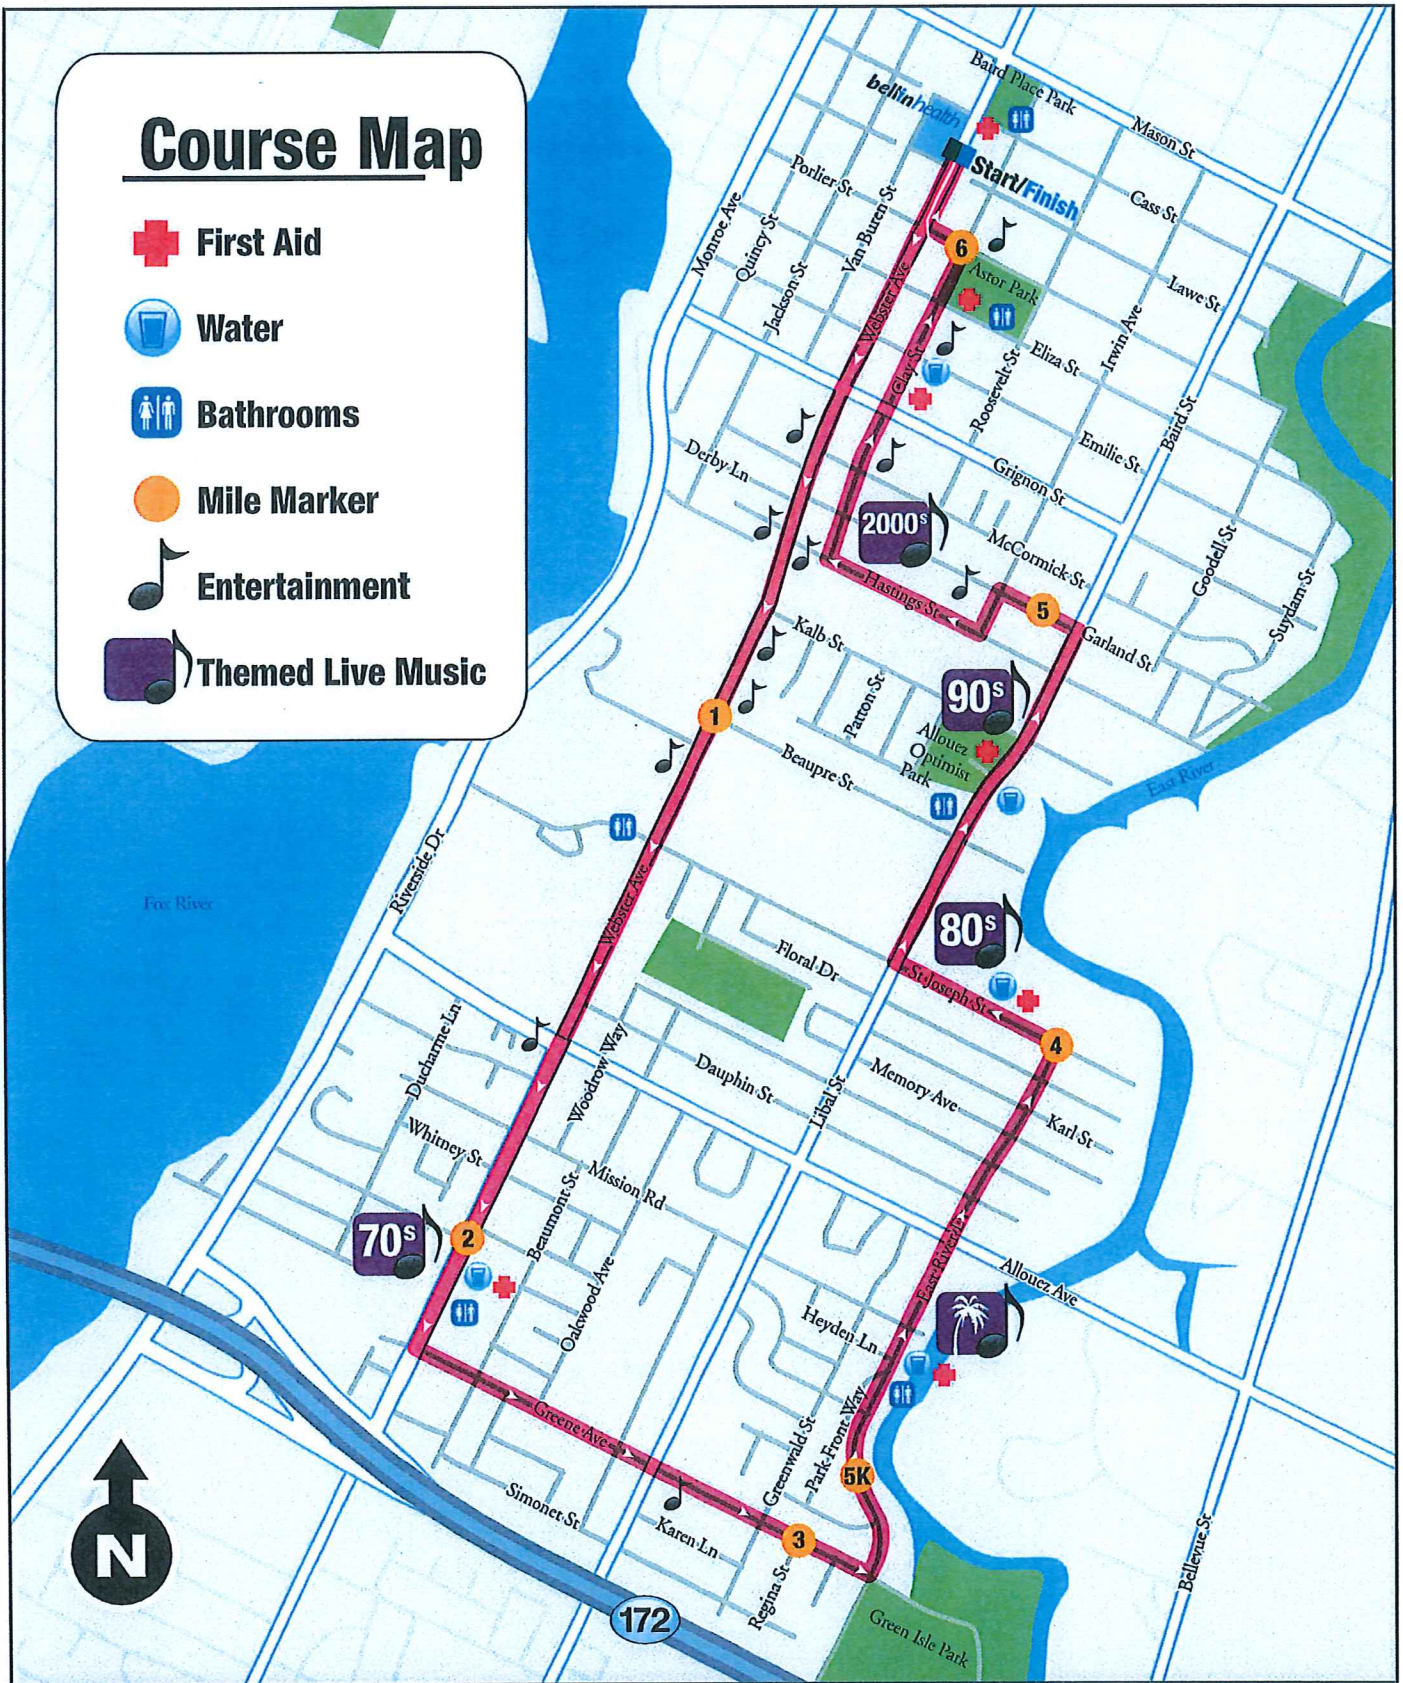 Course Map
First Aid
Water
Bathrooms
Mile Marker
Entertainment
Themed Live Music
Baird Place Park
bellinhealth
Mason St
Start/Finish
Porlier St
Cass St
Van Buren St
Monroe Ave
Quincy St
6
Jackson St
Astor Park
Lawe St
Webster Ave
Irwin Ave
Eliza St
Clay St
Roosevelt St
Baird St
Emilie St
Derby Ln
Grignon St
2000s
McCormick St
Goodell St
Hastings St
5
Suydam St
Kalb St
Garland St
90s
Patton St
1
Allouez
Optimist
Park
Beaupre St
East River
Riverside Dr
Fox River
Webster Ave
80s
Floral Dr
St Joseph St
Ducharme Ln
4
Woodrow Way
Dauphin St
Memory Ave
Libal St
Karl St
Whitney St
Mission Rd
Beaumont St
70s
2
East River Dr
Allouez Ave
Oakwood Ave
Heyden Ln
Greene Ave
Greenwald St
Park Front Way
5K
Simonet St
Karen Ln
3
N
Regina St
Bellevue St
172
Green Isle Park